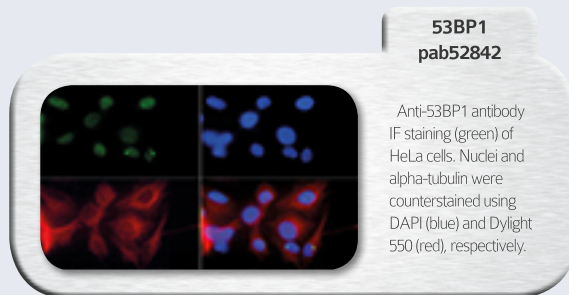 53BP1
pab52842
Anti-53BP1 antibody
IF staining (green) of
HeLa cells. Nuclei and
alpha-tubulin were
counterstained using
DAPI (blue) and Dylight
550 (red), respectively.